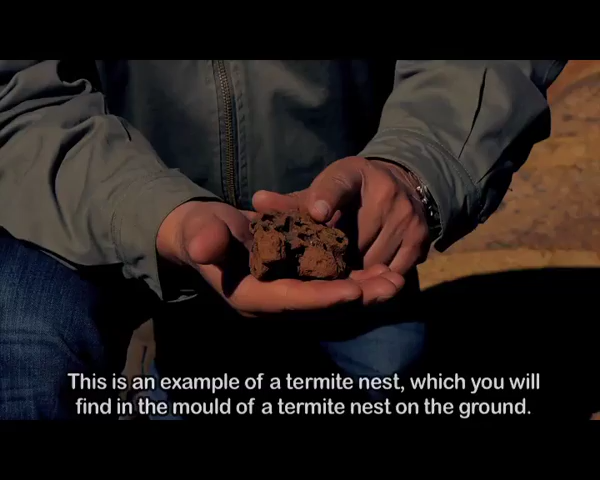 This is an example of a termite nest, which you will
find in the mould of a termite nest on the ground.